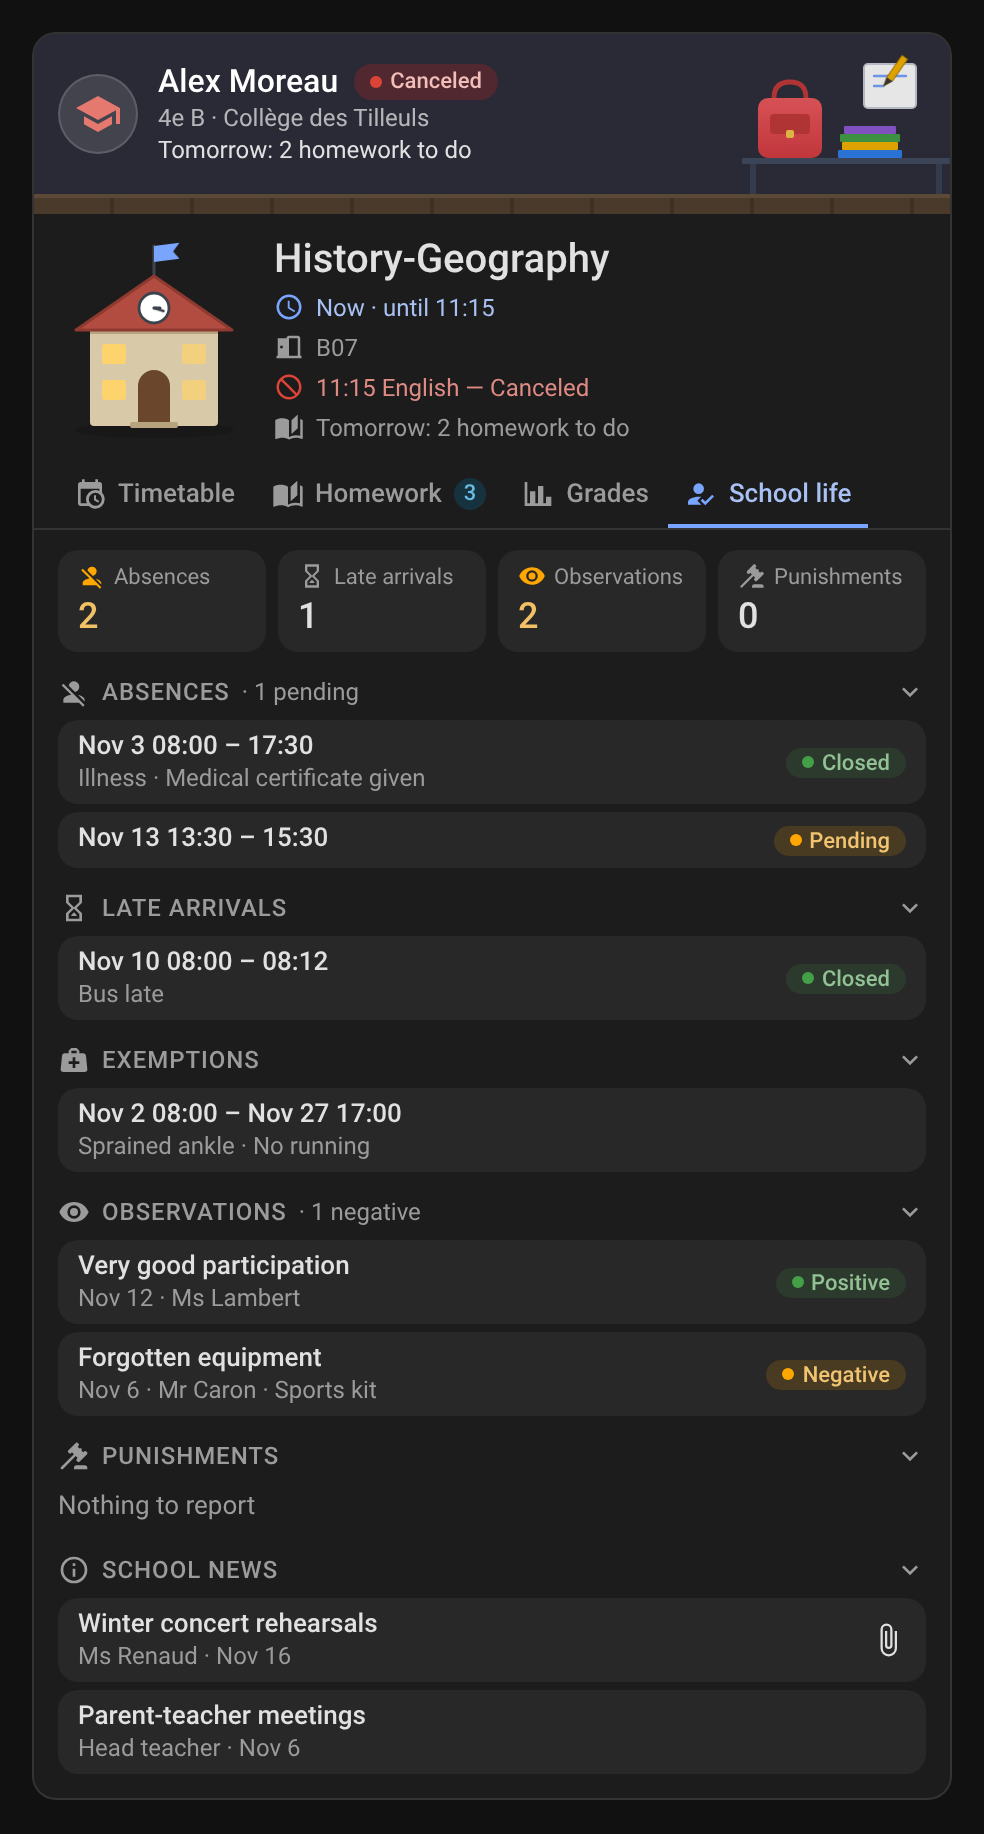 Alex Moreau
Canceled
4e B · Collège des Tilleuls
Tomorrow: 2 homework to do
History-Geography
Now · until 11:15
B07
11:15 English — Canceled
Tomorrow: 2 homework to do
Timetable
Homework 3
Grades
School life
Absences
2
Late arrivals
1
Observations
2
Punishments
0
ABSENCES · 1 pending
Nov 3 08:00 – 17:30
Illness · Medical certificate given
Closed
Nov 13 13:30 – 15:30
Pending
LATE ARRIVALS
Nov 10 08:00 – 08:12
Bus late
Closed
EXEMPTIONS
Nov 2 08:00 – Nov 27 17:00
Sprained ankle · No running
OBSERVATIONS · 1 negative
Very good participation
Nov 12 · Ms Lambert
Positive
Forgotten equipment
Nov 6 · Mr Caron · Sports kit
Negative
PUNISHMENTS
Nothing to report
SCHOOL NEWS
Winter concert rehearsals
Ms Renaud · Nov 16
Parent-teacher meetings
Head teacher · Nov 6